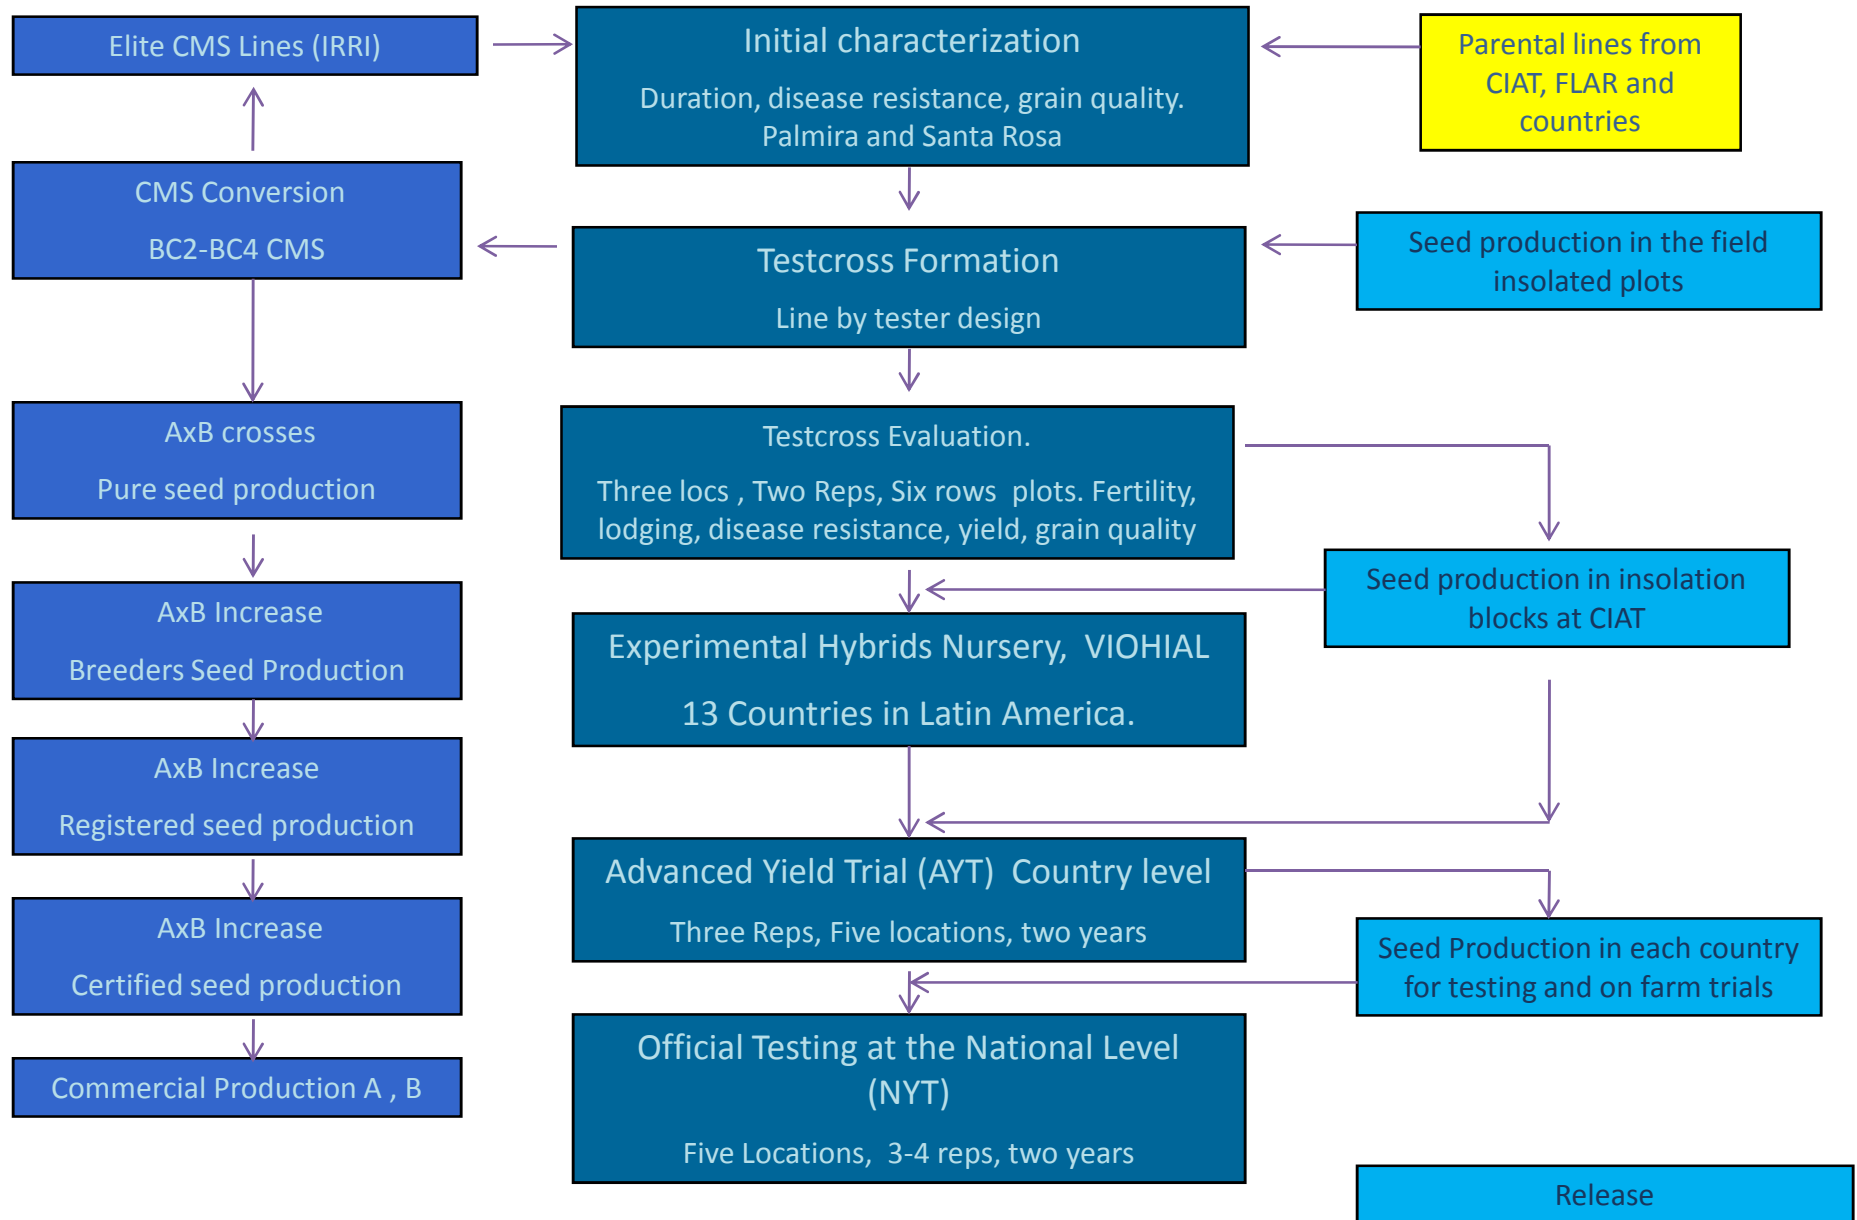 Elite CMS Lines (IRRI)
Initial characterization
Duration, disease resistance, grain quality.
Palmira and Santa Rosa
Parental lines from
CIAT, FLAR and
countries
CMS Conversion
BC2-BC4 CMS
Testcross Formation
Line by tester design
Seed production in the field
insolated plots
AxB crosses
Pure seed production
Testcross Evaluation.
Three locs , Two Reps, Six rows plots. Fertility,
lodging, disease resistance, yield, grain quality
Seed production in insolation
blocks at CIAT
AxB Increase
Breeders Seed Production
Experimental Hybrids Nursery, VIOHIAL
13 Countries in Latin America.
AxB Increase
Registered seed production
Advanced Yield Trial (AYT) Country level
Three Reps, Five locations, two years
AxB Increase
Certified seed production
Seed Production in each country
for testing and on farm trials
Commercial Production A , B
Official Testing at the National Level
(NYT)
Five Locations, 3-4 reps, two years
Release